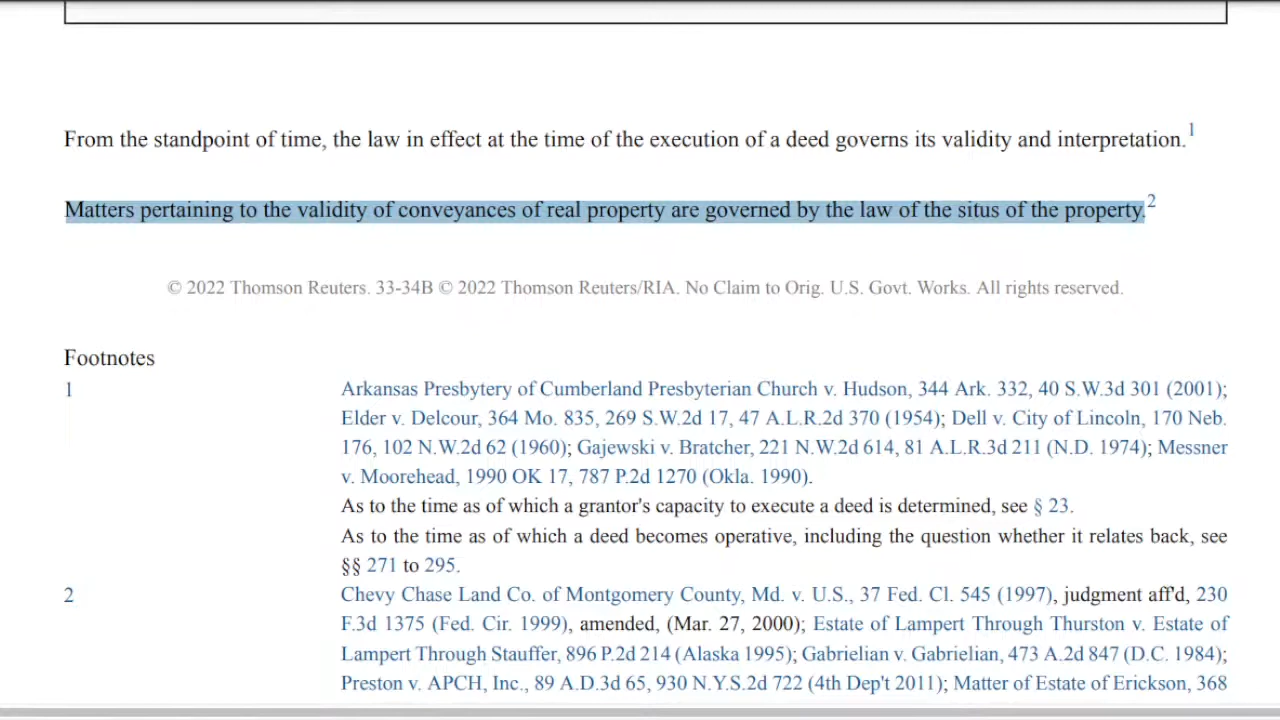 From the standpoint of time, the law in effect at the time of the execution of a deed governs its validity and interpretation.1
Matters pertaining to the validity of conveyances of real property are governed by the law of the situs of the property.2
© 2022 Thomson Reuters. 33-34B © 2022 Thomson Reuters/RIA. No Claim to Orig. U.S. Govt. Works. All rights reserved.
Footnotes
1
Arkansas Presbytery of Cumberland Presbyterian Church v. Hudson, 344 Ark. 332, 40 S.W.3d 301 (2001);
Elder v. Delcour, 364 Mo. 835, 269 S.W.2d 17, 47 A.L.R.2d 370 (1954); Dell v. City of Lincoln, 170 Neb.
176, 102 N.W.2d 62 (1960); Gajewski v. Bratcher, 221 N.W.2d 614, 81 A.L.R.3d 211 (N.D. 1974); Messner
v. Moorehead, 1990 OK 17, 787 P.2d 1270 (Okla. 1990).
As to the time as of which a grantor's capacity to execute a deed is determined, see § 23.
As to the time as of which a deed becomes operative, including the question whether it relates back, see
§§ 271 to 295.
2
Chevy Chase Land Co. of Montgomery County, Md. v. U.S., 37 Fed. Cl. 545 (1997), judgment aff'd, 230
F.3d 1375 (Fed. Cir. 1999), amended, (Mar. 27, 2000); Estate of Lampert Through Thurston v. Estate of
Lampert Through Stauffer, 896 P.2d 214 (Alaska 1995); Gabrielian v. Gabrielian, 473 A.2d 847 (D.C. 1984);
Preston v. APCH, Inc., 89 A.D.3d 65, 930 N.Y.S.2d 722 (4th Dep't 2011); Matter of Estate of Erickson, 368